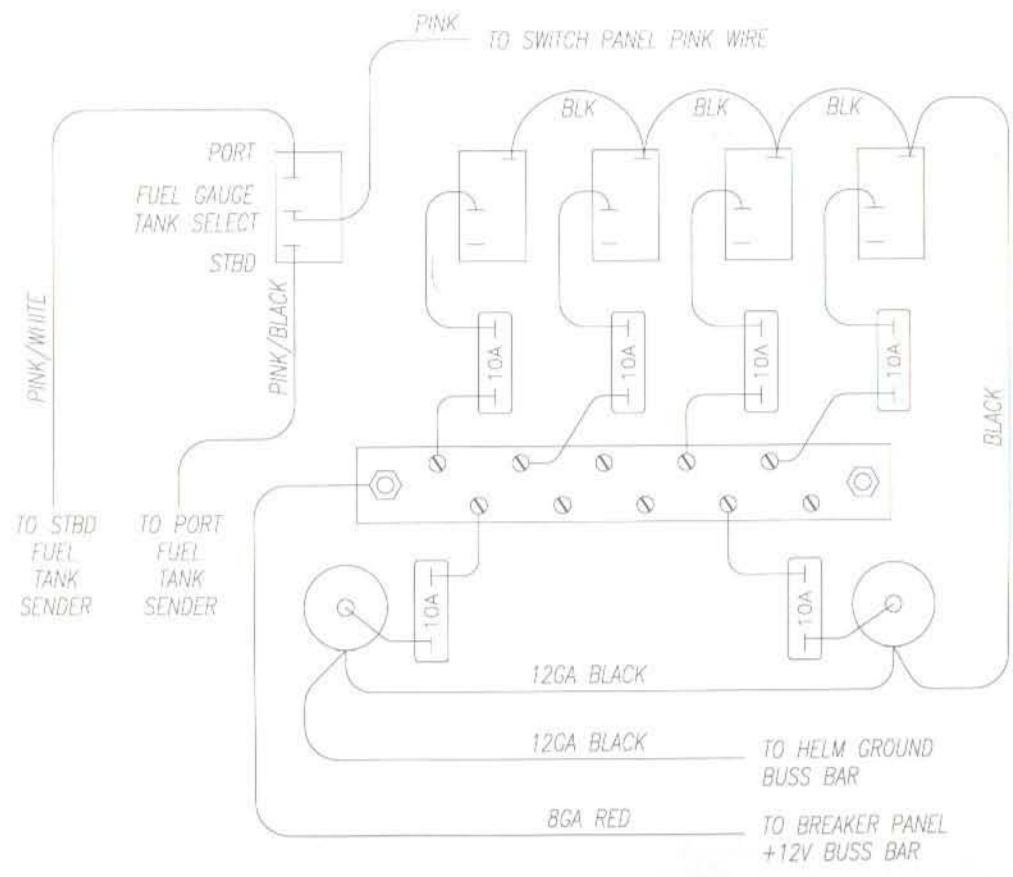 PINK
TO SWITCH PANEL PINK WIRE
BLK
BLK
BLK
PORT
FUEL GAUGE
TANK SELECT
STBD
PINK/WHITE
PINK/BLACK
10A
10A
10A
10A
BLACK
TO STBD
FUEL
TANK
SENDER
TO PORT
FUEL
TANK
SENDER
10A
10A
12GA BLACK
12GA BLACK
TO HELM GROUND
BUSS BAR
8GA RED
TO BREAKER PANEL
+12V BUSS BAR